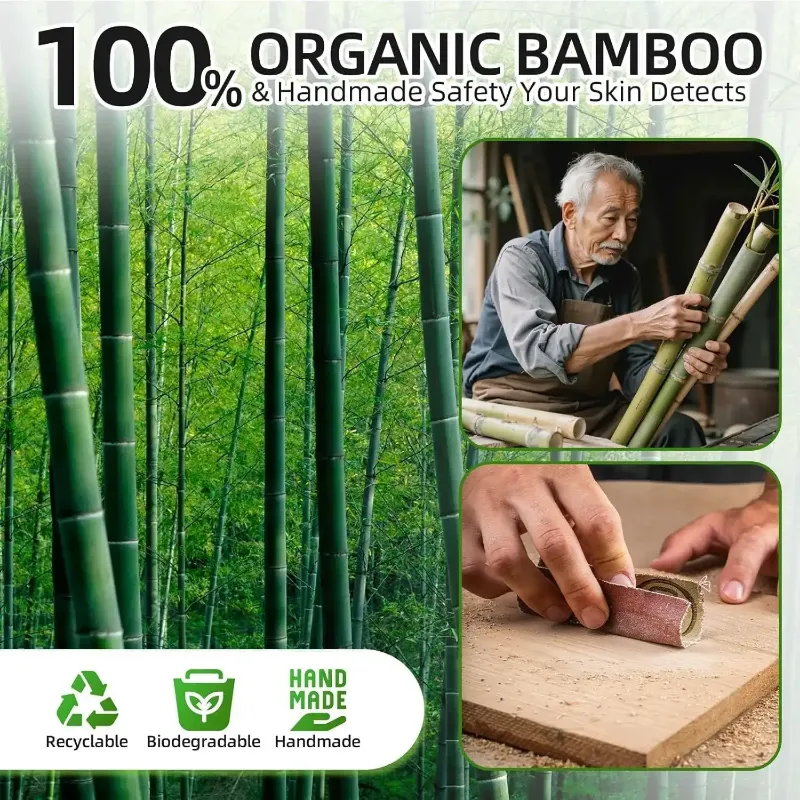 100% ORGANIC BAMBOO
& Handmade Safety Your Skin Detects
HAND
MADE
Recyclable
Biodegradable
Handmade